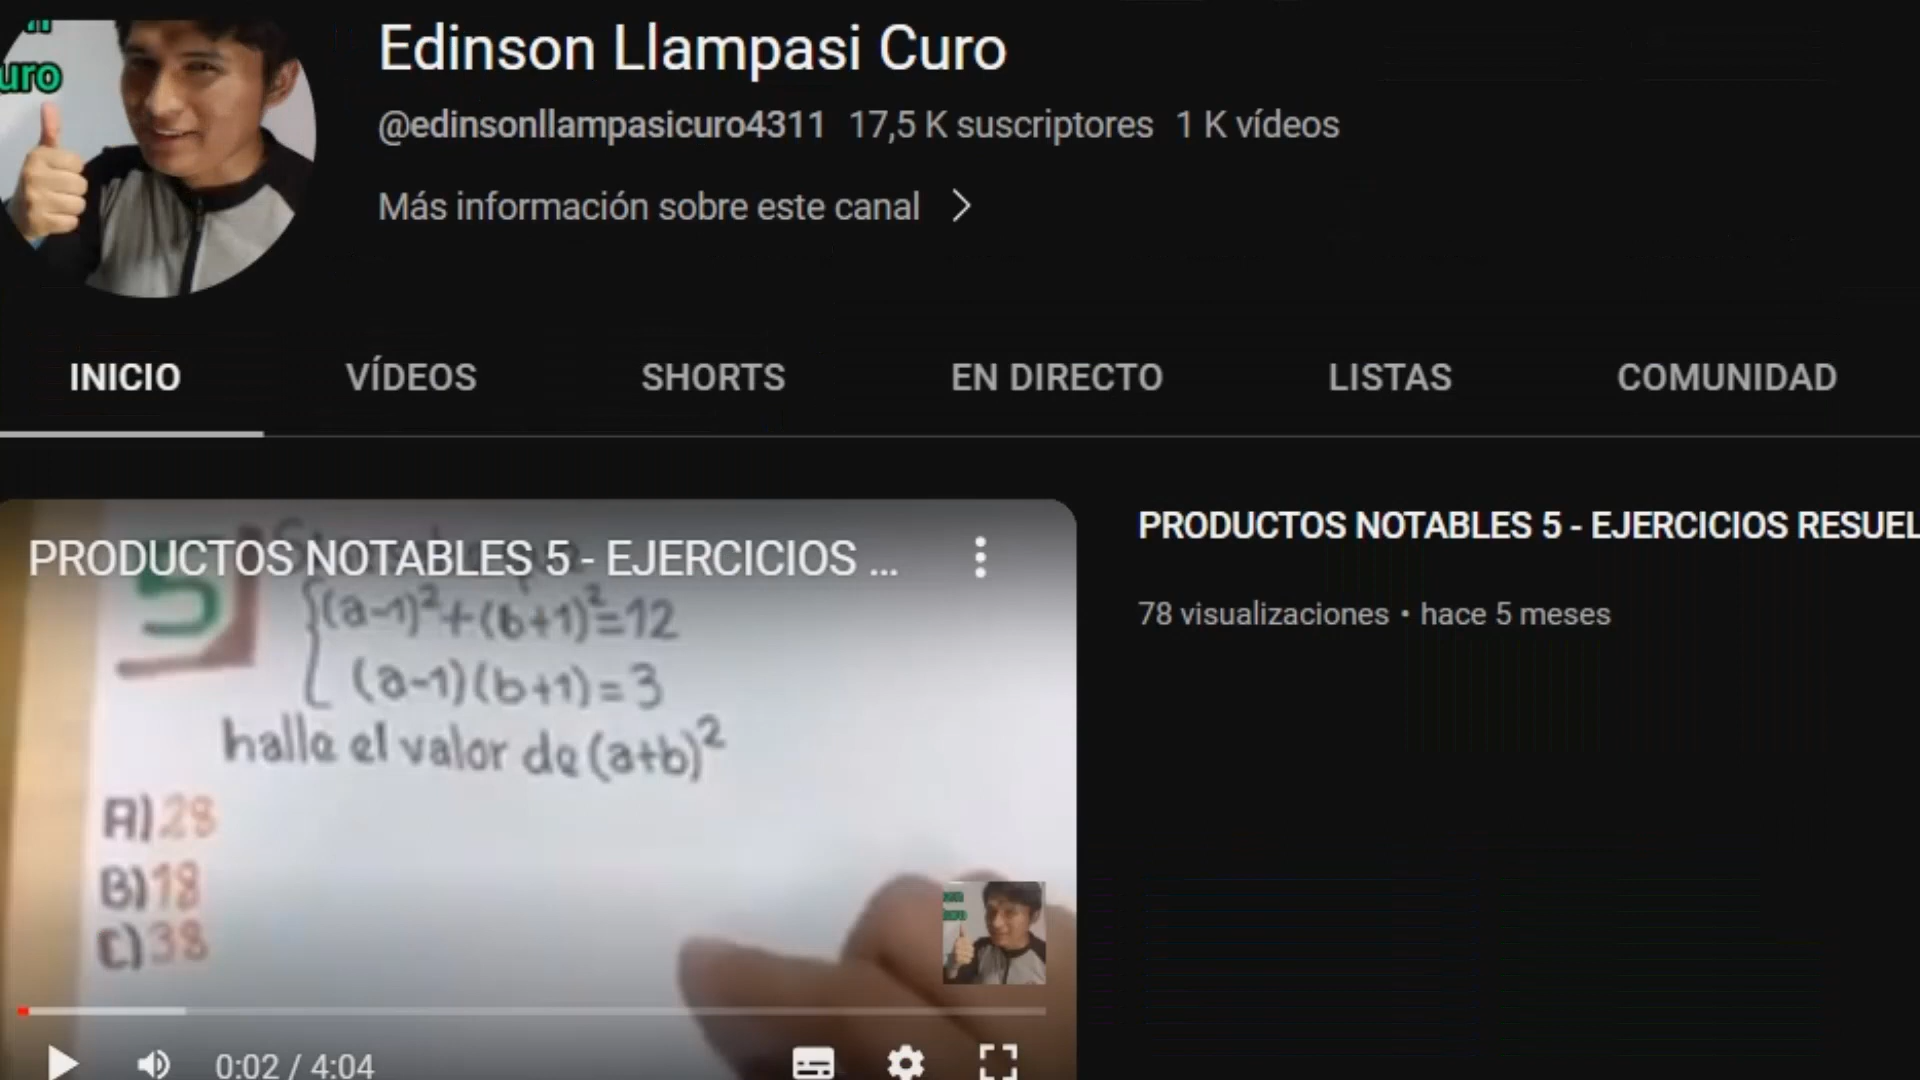 uro
Edinson Llampasi Curo
@edinsonllampasicuro4311 17,5 K suscriptores 1 K vídeos
Más información sobre este canal
INICIO VÍDEOS SHORTS EN DIRECTO LISTAS COMUNIDAD
PRODUCTOS NOTABLES 5 - EJERCICIOS ...
5
(a-1)²+(b+1)²=12
(a-1)(b+1)=3
halle el valor de (a+b)²
A) 28
B) 18
C) 38
0:02 / 4:04
PRODUCTOS NOTABLES 5 - EJERCICIOS RESUEL
78 visualizaciones • hace 5 meses